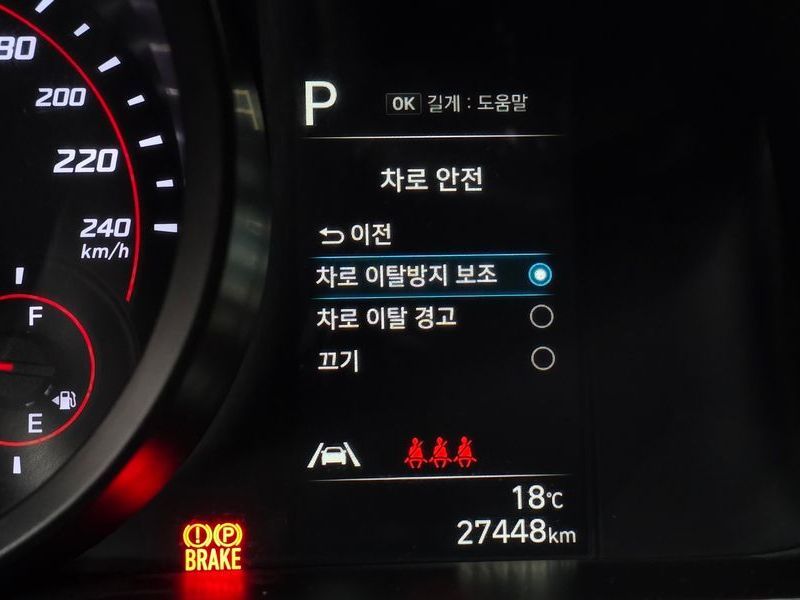 200
220
240
km/h
F
E
P
OK 길게 : 도움말
차로 안전
이전
차로 이탈방지 보조
차로 이탈 경고
끄기
18℃
27448km
(!) (P)
BRAKE